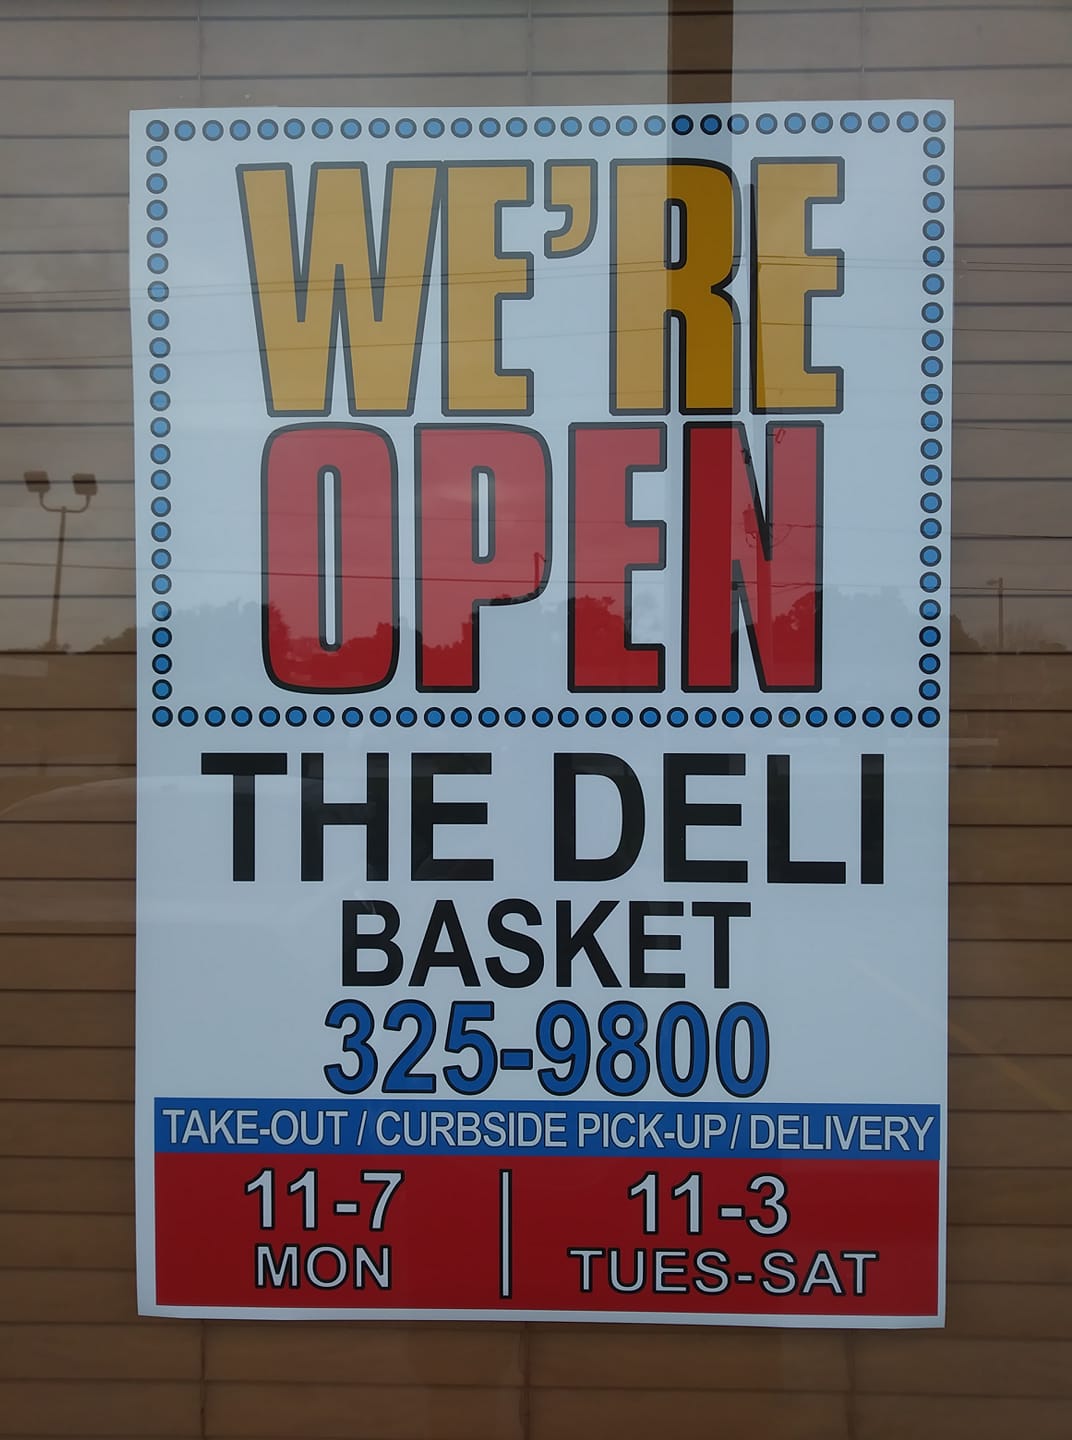 WE'RE
OPEN
THE DELI
BASKET
325-9800
TAKE-OUT / CURBSIDE PICK-UP / DELIVERY
11-7 | 11-3
MON | TUES-SAT